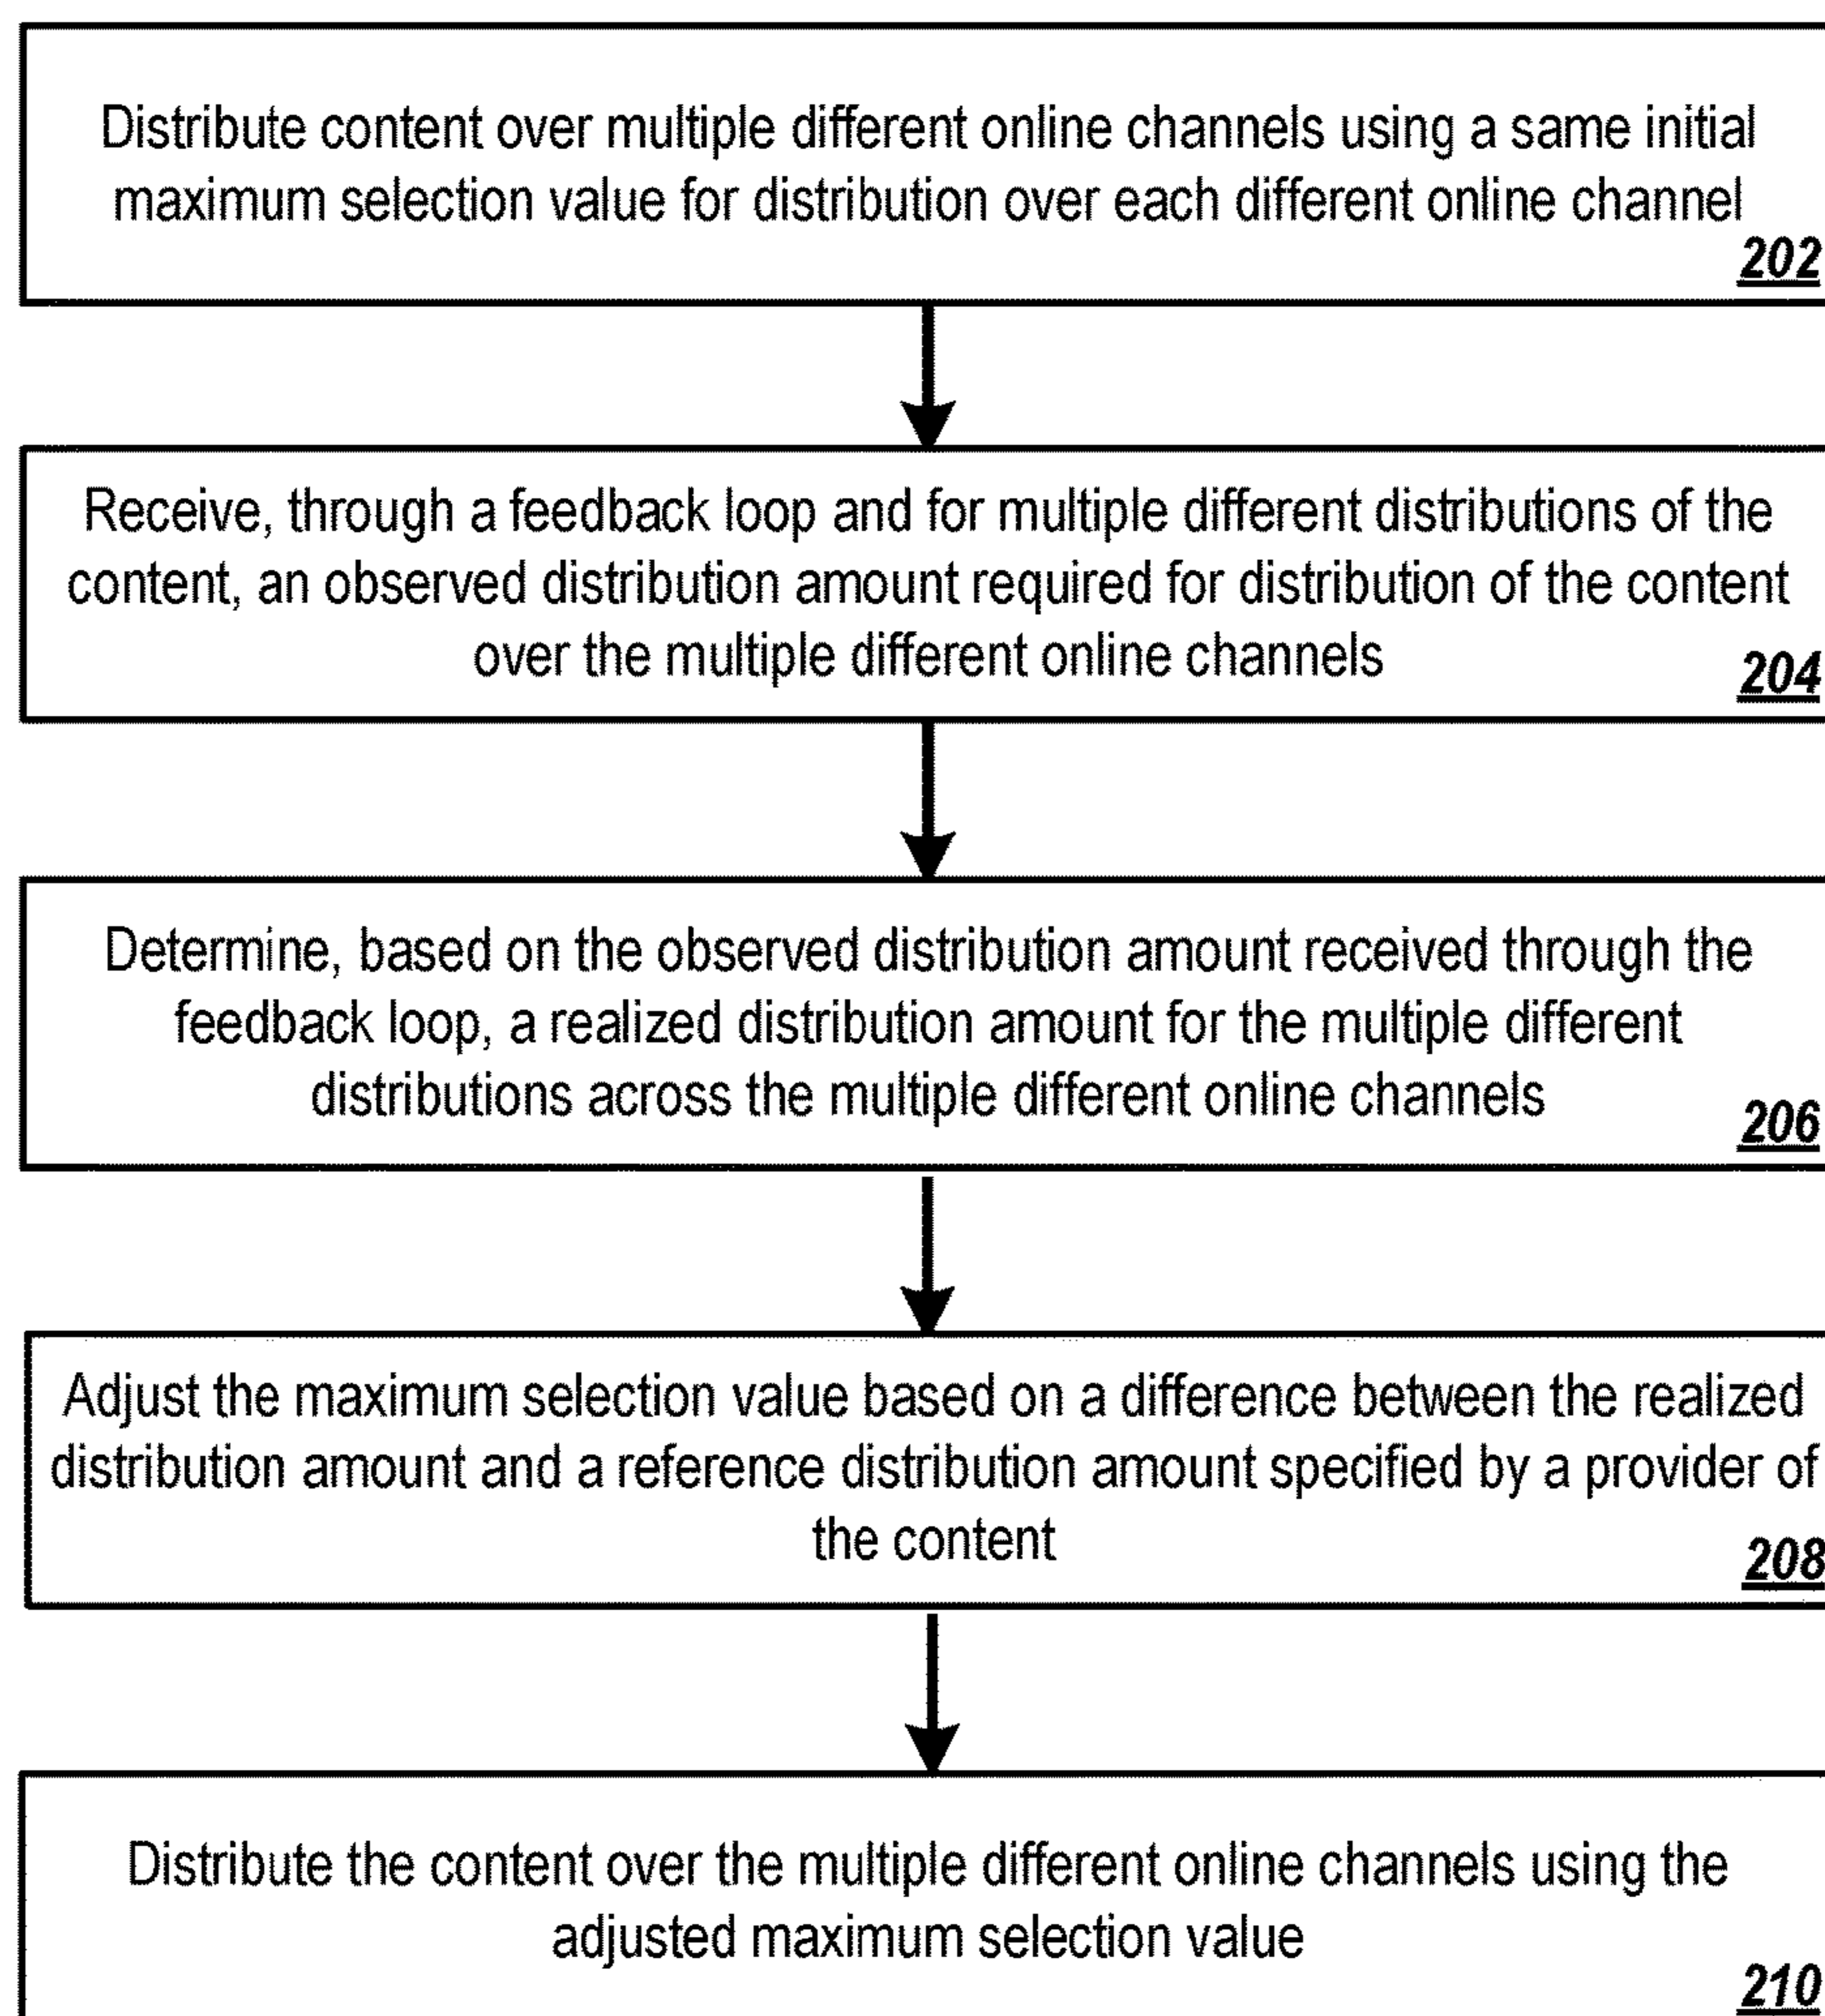 Distribute content over multiple different online channels using a same initial
maximum selection value for distribution over each different online channel
202
Receive, through a feedback loop and for multiple different distributions of the
content, an observed distribution amount required for distribution of the content
over the multiple different online channels
204
Determine, based on the observed distribution amount received through the
feedback loop, a realized distribution amount for the multiple different
distributions across the multiple different online channels
206
Adjust the maximum selection value based on a difference between the realized
distribution amount and a reference distribution amount specified by a provider of
the content
208
Distribute the content over the multiple different online channels using the
adjusted maximum selection value
210